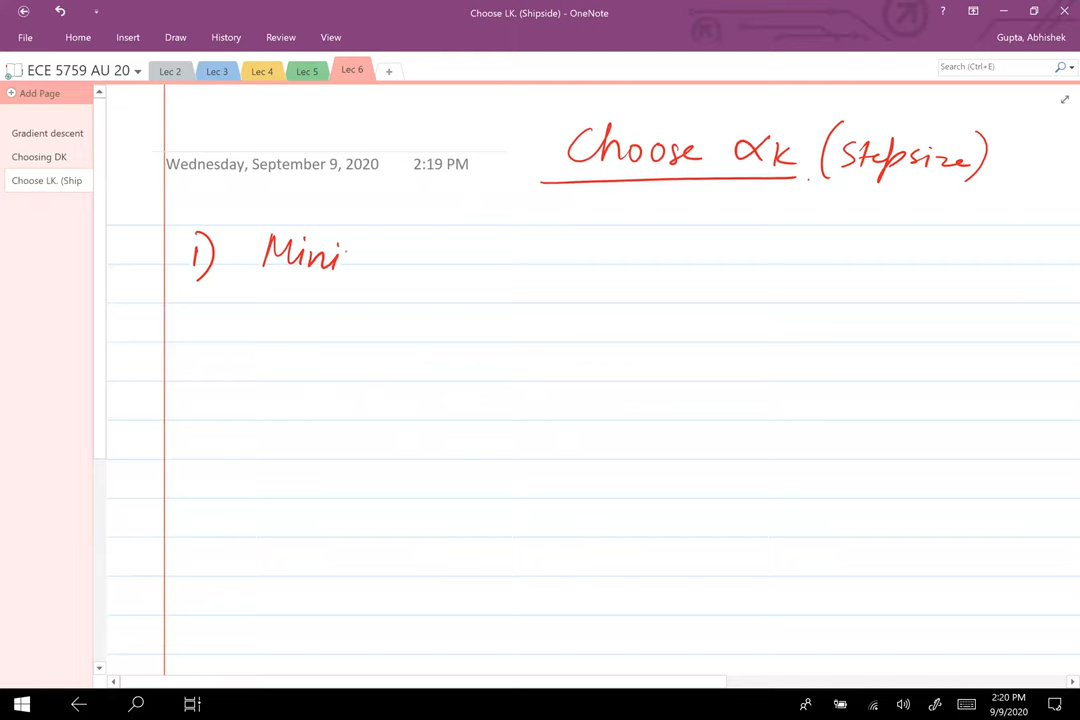 Choose LK. (Shipside) - OneNote
?
File
Home
Insert
Draw
History
Review
View
Gupta, Abhishek
ECE 5759 AU 20
Lec 2
Lec 3
Lec 4
Lec 5
Lec 6
+
Search (Ctrl+E)
Add Page
Gradient descent
Choosing DK
Choose LK. (Ship
Choose αK (Stepsize)
Wednesday, September 9, 2020 2:19 PM
1) Mini
2:20 PM
9/9/2020